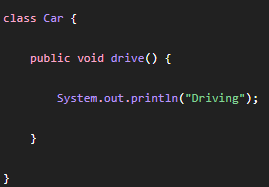 class Car {
public void drive() {
System.out.println("Driving");
}
}